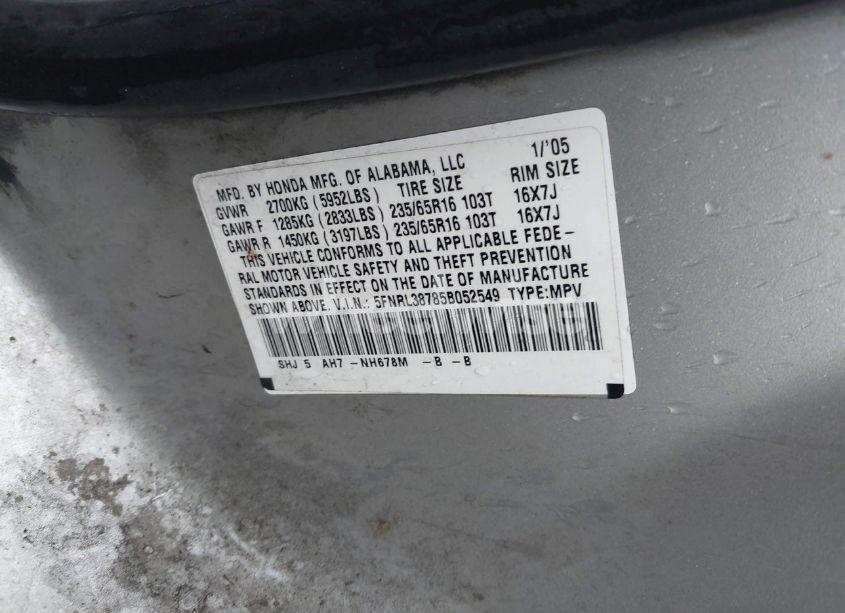 MFD. BY HONDA MFG. OF ALABAMA, LLC 1/'05
GVWR 2700KG (5952LBS) TIRE SIZE RIM SIZE
GAWR F 1285KG (2833LBS) 235/65R16 103T 16X7J
GAWR R 1450KG (3197LBS) 235/65R16 103T 16X7J
THIS VEHICLE CONFORMS TO ALL APPLICABLE FEDE-
RAL MOTOR VEHICLE SAFETY AND THEFT PREVENTION
STANDARDS IN EFFECT ON THE DATE OF MANUFACTURE
SHOWN ABOVE. V.I.N.: 5FNRL38785B052549 TYPE:MPV
SHJ 5 AH7 -NH678M -B -B